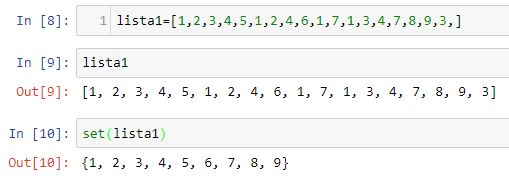 In [8]: 1 lista1=[1,2,3,4,5,1,2,4,6,1,7,1,3,4,7,8,9,3,]
In [9]: lista1
Out[9]: [1, 2, 3, 4, 5, 1, 2, 4, 6, 1, 7, 1, 3, 4, 7, 8, 9, 3]
In [10]: set(lista1)
Out[10]: {1, 2, 3, 4, 5, 6, 7, 8, 9}